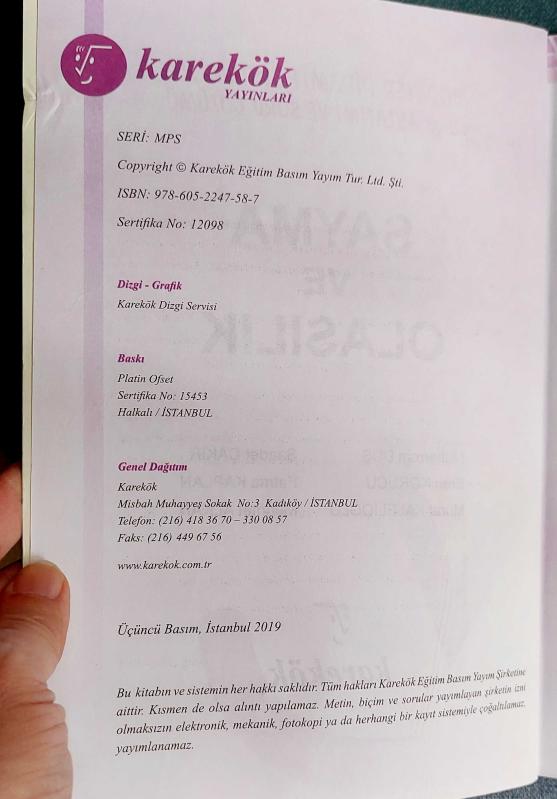 karekök
YAYINLARI
SERİ: MPS
Copyright © Karekök Eğitim Basım Yayım Tur. Ltd. Şti.
ISBN: 978-605-2247-58-7
Sertifika No: 12098
Dizgi - Grafik
Karekök Dizgi Servisi
Baskı
Platin Ofset
Sertifika No: 15453
Halkalı / İSTANBUL
Genel Dağıtım
Karekök
Misbah Muhayyeş Sokak No:3 Kadıköy / İSTANBUL
Telefon: (216) 418 36 70 – 330 08 57
Faks: (216) 449 67 56
www.karekok.com.tr
Üçüncü Basım, İstanbul 2019
Bu kitabın ve sistemin her hakkı saklıdır. Tüm hakları Karekök Eğitim Basım Yayım Şirketine
aittir. Kısmen de olsa alıntı yapılamaz. Metin, biçim ve sorular yayımlayan şirketin izni
olmaksızın elektronik, mekanik, fotokopi ya da herhangi bir kayıt sistemiyle çoğaltılamaz,
yayımlanamaz.